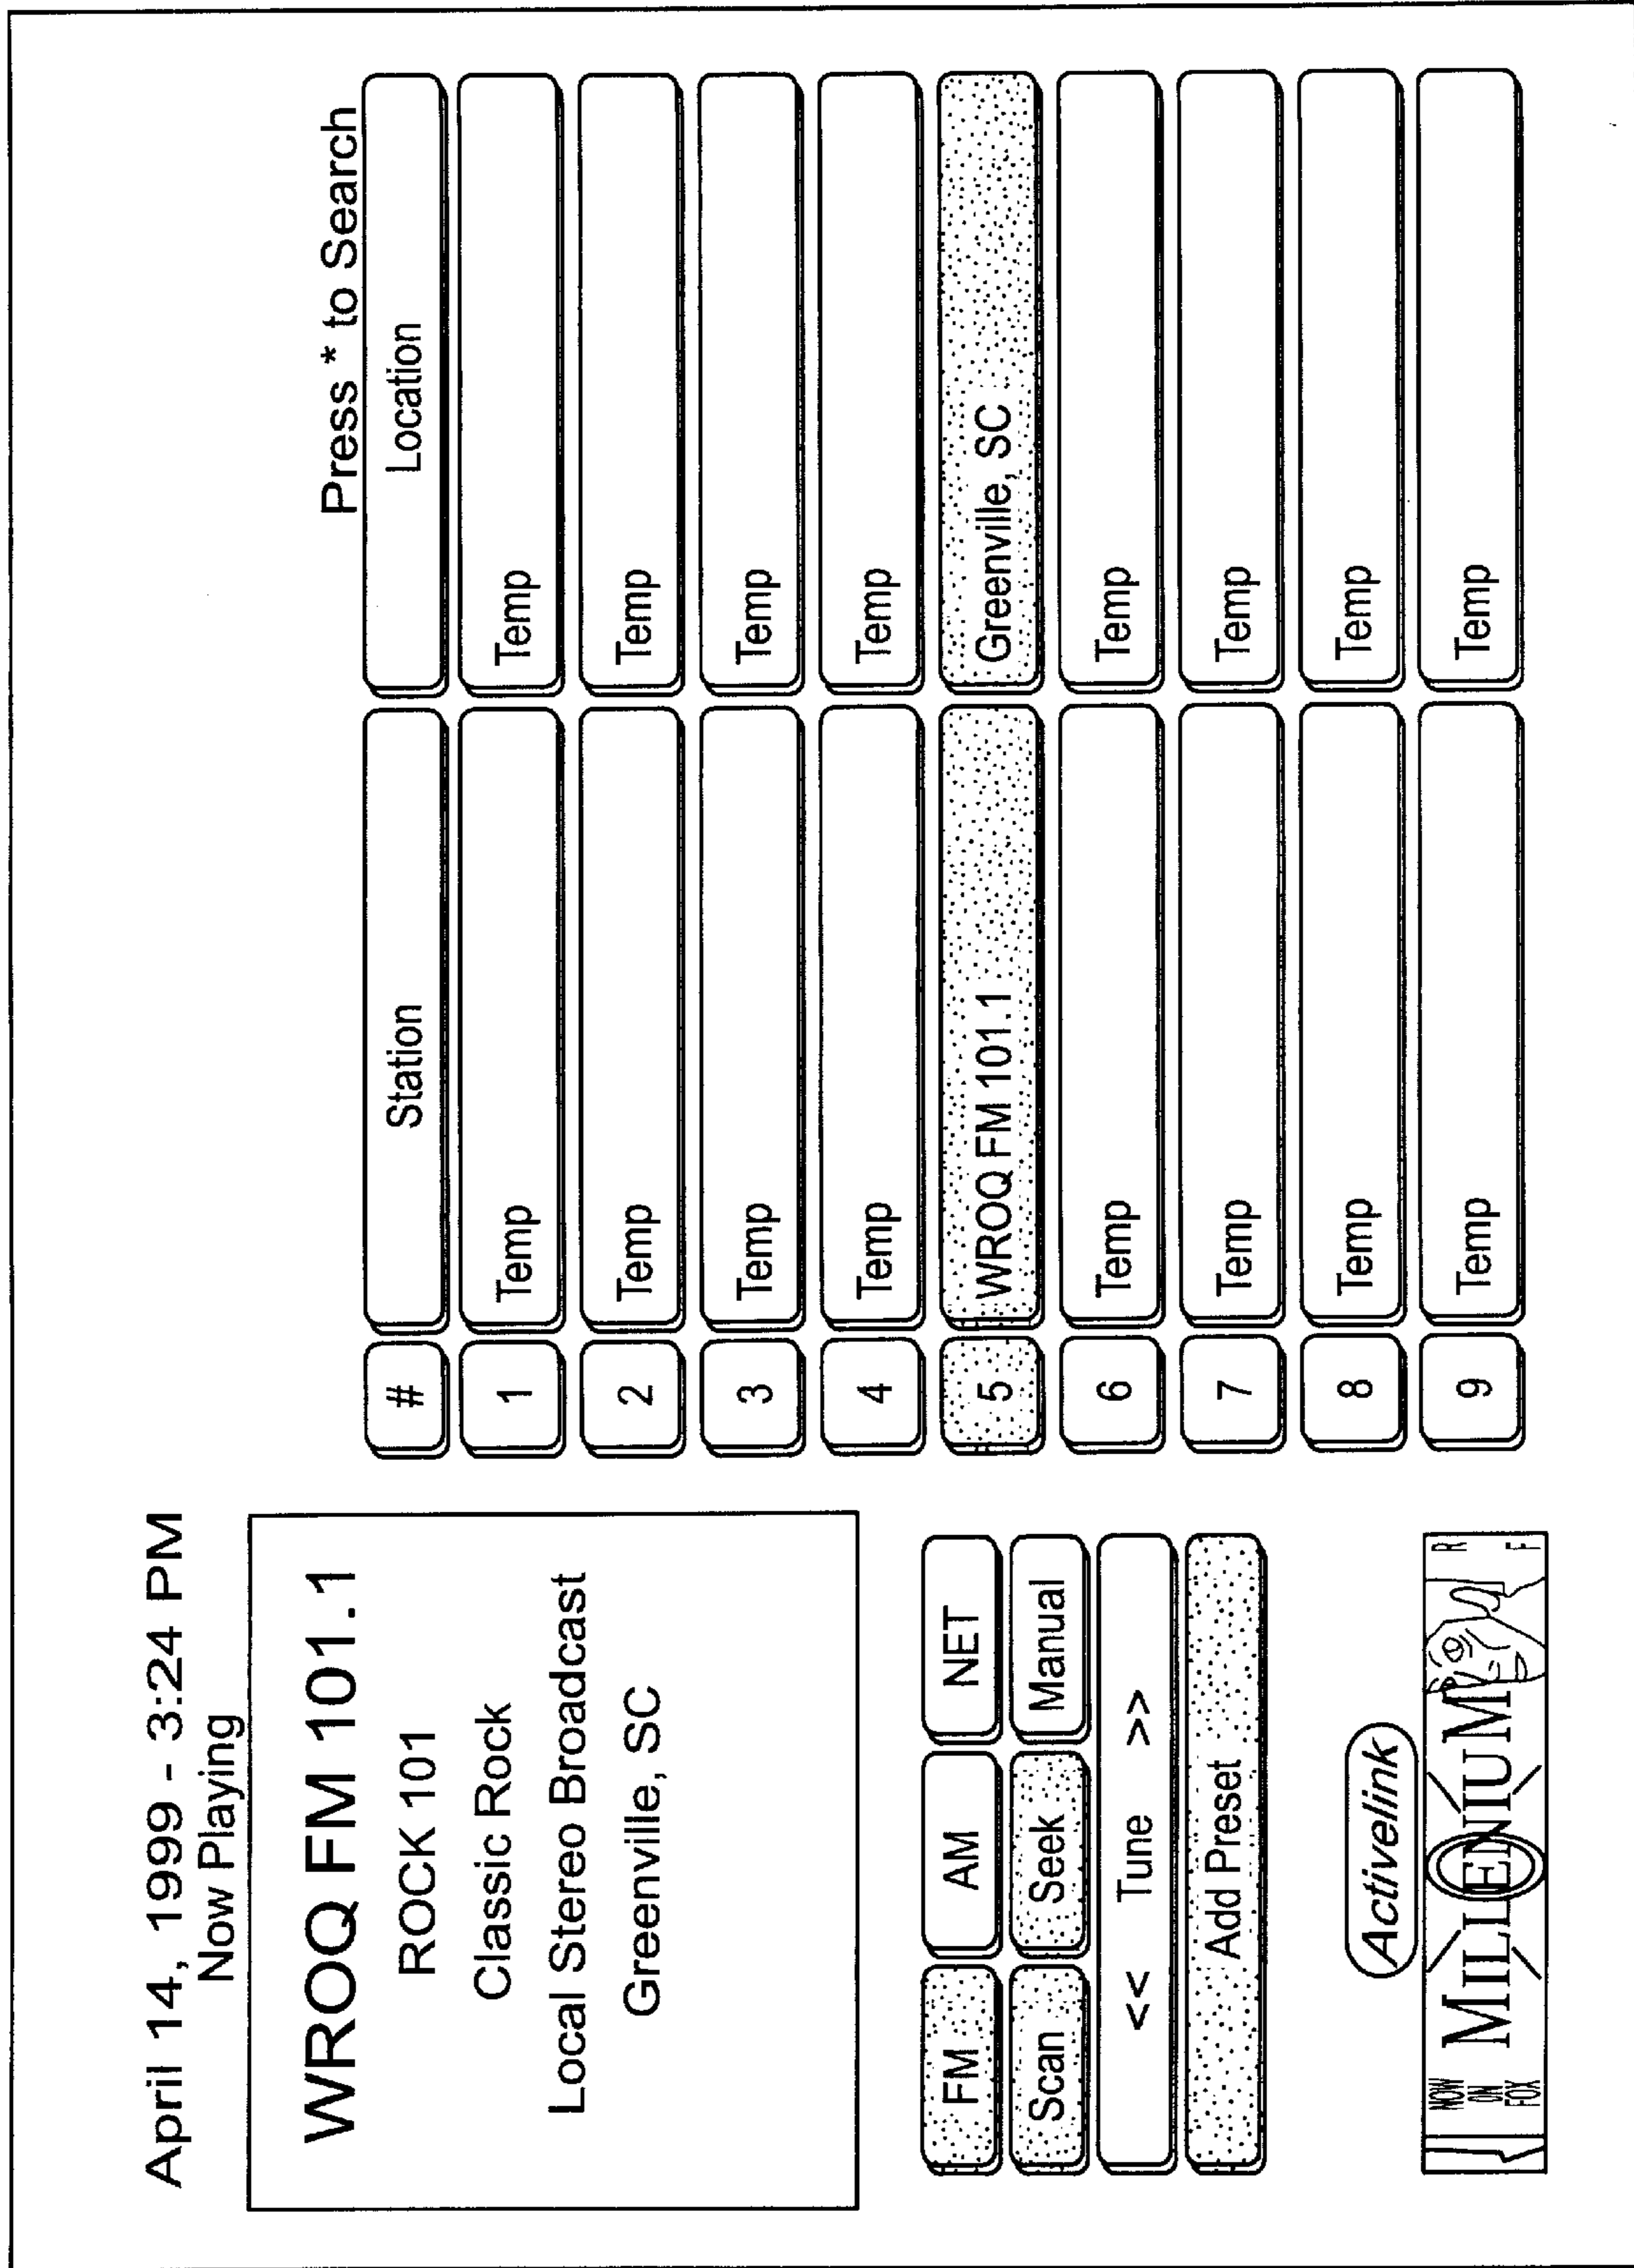 April 14, 1999 - 3:24 PM
Now Playing
WROQ FM 101.1
ROCK 101
Classic Rock
Local Stereo Broadcast
Greenville, SC
FM AM NET
Scan Seek Manual
<< Tune >>
Add Preset
Activelink
NOW
ON
FOX
MILLENNIUM
R
F
Press * to Search
# Station Location
1 Temp Temp
2 Temp Temp
3 Temp Temp
4 Temp Temp
5 WROQ FM 101.1 Greenville, SC
6 Temp Temp
7 Temp Temp
8 Temp Temp
9 Temp Temp